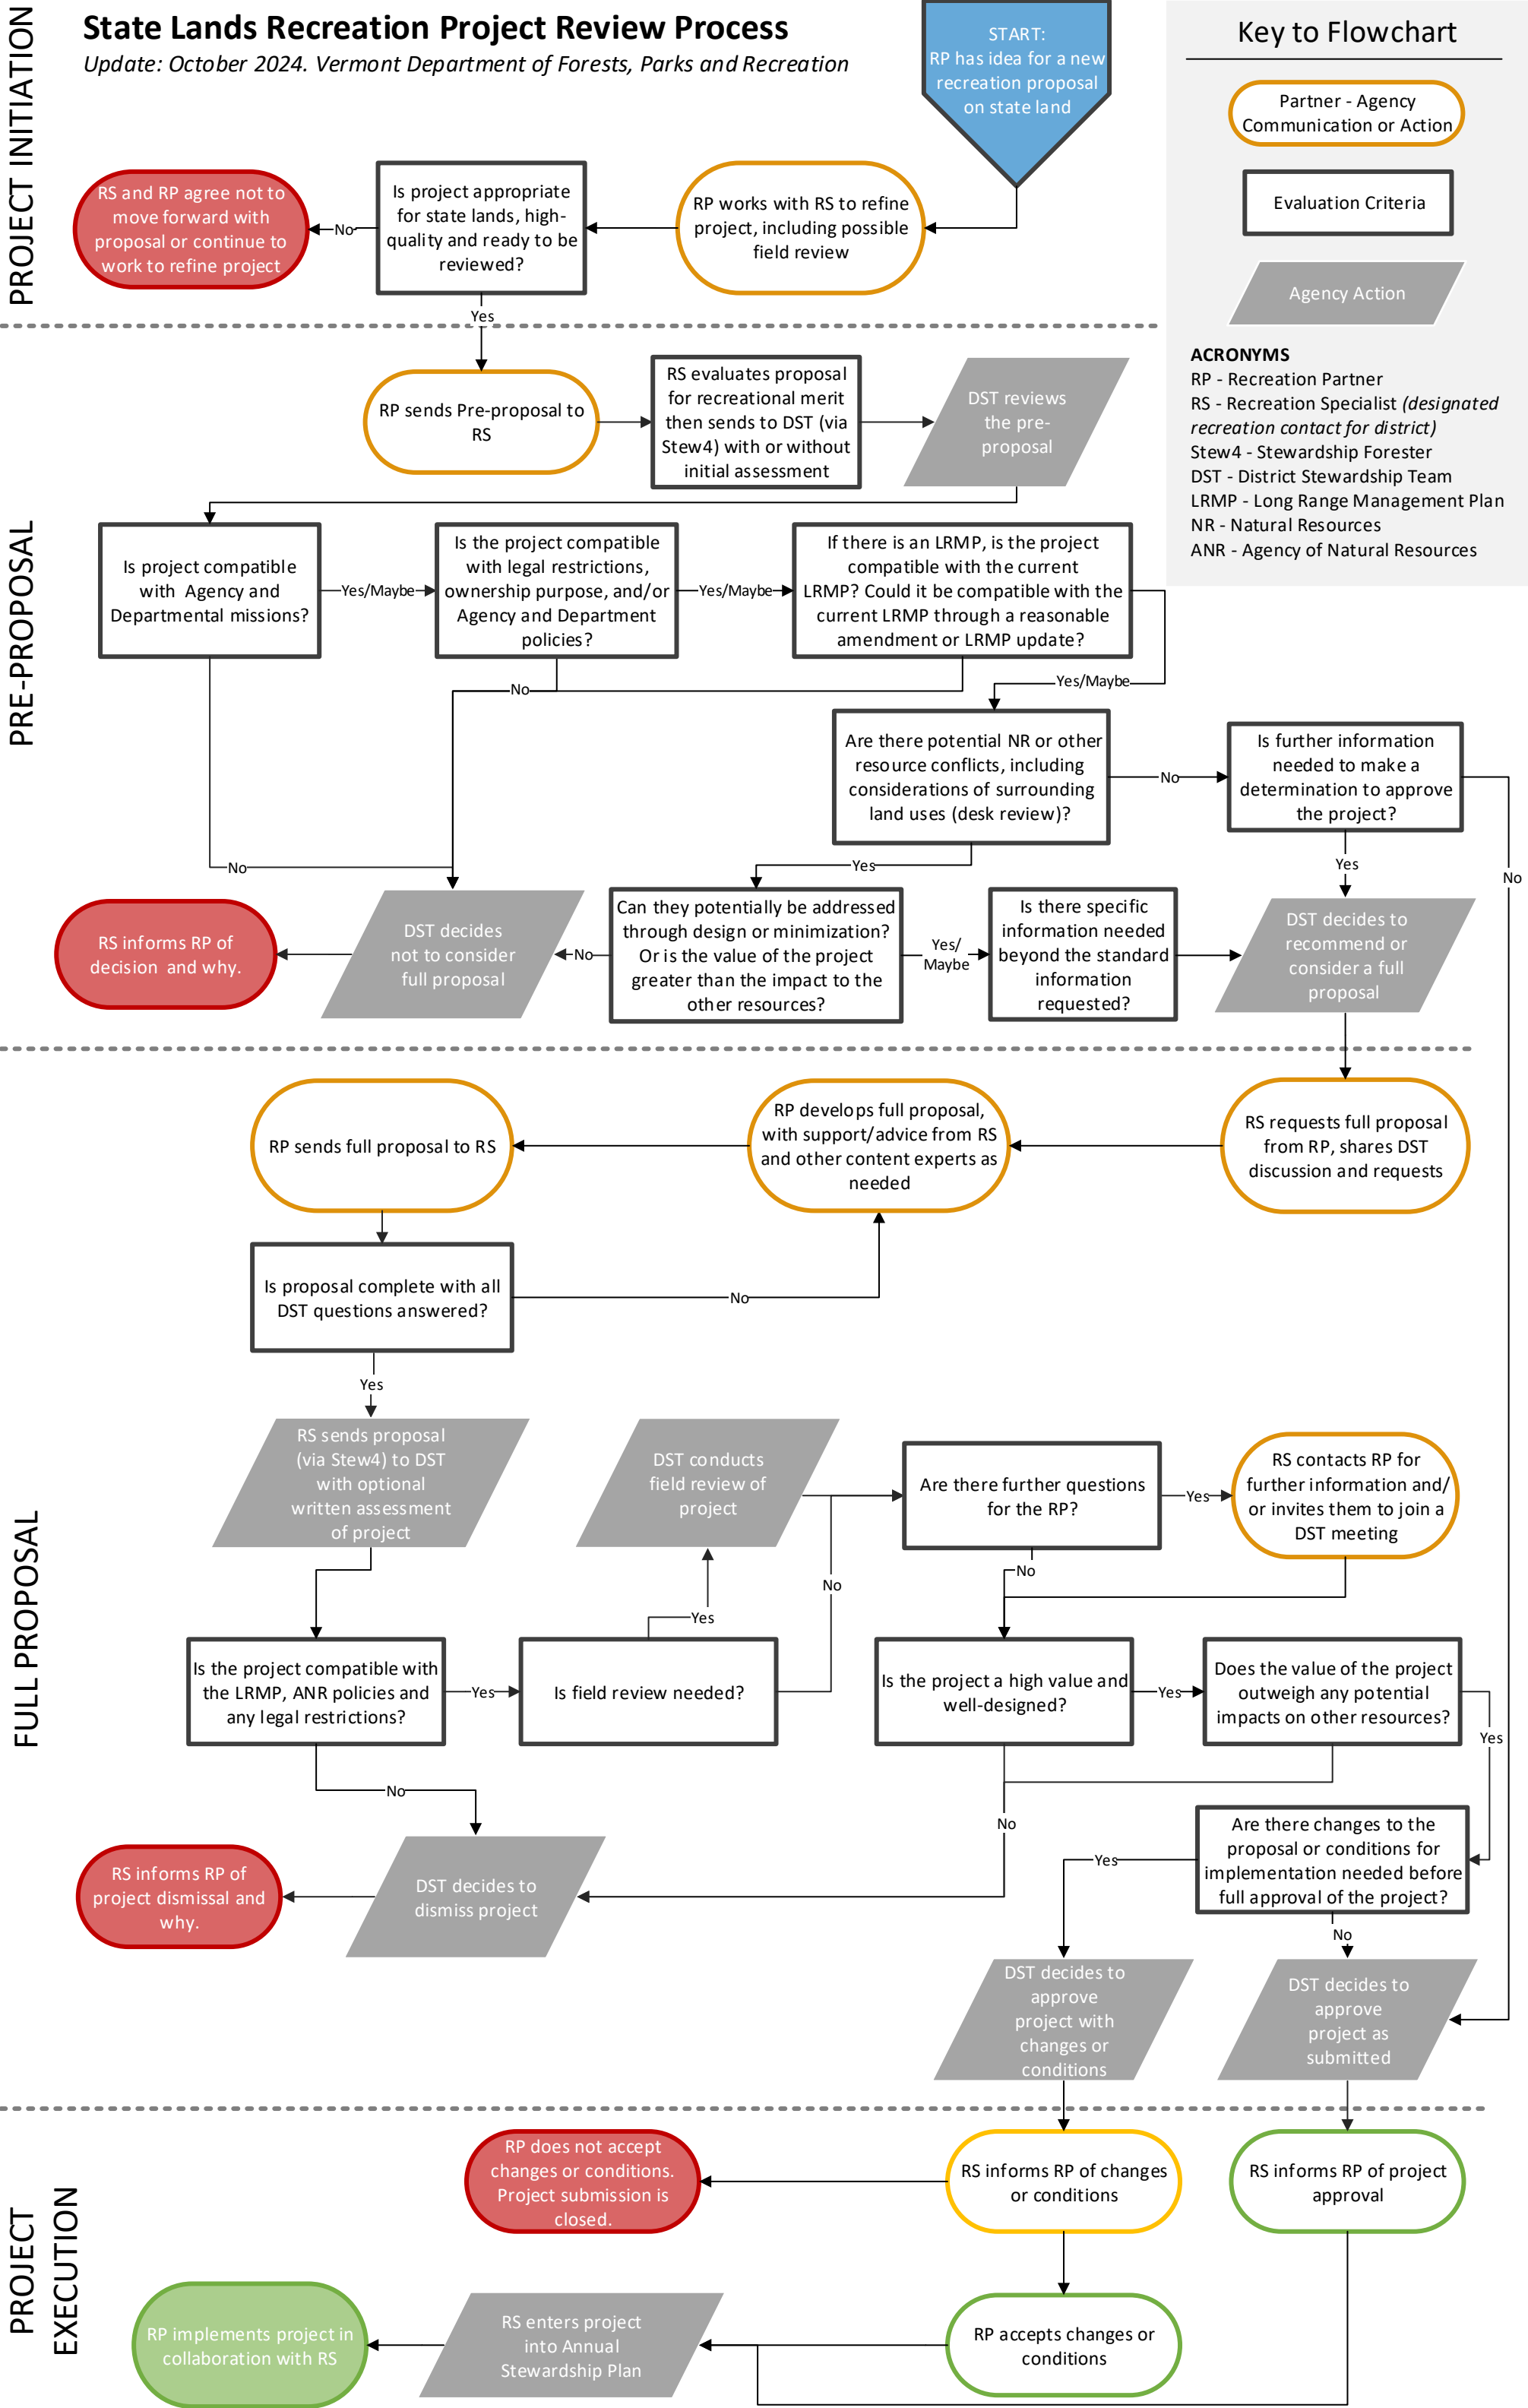 State Lands Recreation Project Review Process
Update: October 2024. Vermont Department of Forests, Parks and Recreation
PROJECT INITIATION
START:
RP has idea for a new
recreation proposal
on state land
RP works with RS to refine
project, including possible
field review
Is project appropriate
for state lands, high-
quality and ready to be
reviewed?
No
RS and RP agree not to
move forward with
proposal or continue to
work to refine project
Yes
Key to Flowchart
Partner - Agency
Communication or Action
Evaluation Criteria
Agency Action
ACRONYMS
RP - Recreation Partner
RS - Recreation Specialist (designated
recreation contact for district)
Stew4 - Stewardship Forester
DST - District Stewardship Team
LRMP - Long Range Management Plan
NR - Natural Resources
ANR - Agency of Natural Resources
PRE-PROPOSAL
RP sends Pre-proposal to
RS
RS evaluates proposal
for recreational merit
then sends to DST (via
Stew4) with or without
initial assessment
DST reviews
the pre-
proposal
Is project compatible
with Agency and
Departmental missions?
Yes/Maybe
Is the project compatible
with legal restrictions,
ownership purpose, and/or
Agency and Department
policies?
Yes/Maybe
If there is an LRMP, is the project
compatible with the current
LRMP? Could it be compatible with the
current LRMP through a reasonable
amendment or LRMP update?
No
Yes/Maybe
Are there potential NR or other
resource conflicts, including
considerations of surrounding
land uses (desk review)?
No
Is further information
needed to make a
determination to approve
the project?
No
Yes
Yes
No
RS informs RP of
decision and why.
DST decides
not to consider
full proposal
No
Can they potentially be addressed
through design or minimization?
Or is the value of the project
greater than the impact to the
other resources?
Yes/
Maybe
Is there specific
information needed
beyond the standard
information
requested?
DST decides to
recommend or
consider a full
proposal
FULL PROPOSAL
RP sends full proposal to RS
RP develops full proposal,
with support/advice from RS
and other content experts as
needed
RS requests full proposal
from RP, shares DST
discussion and requests
Is proposal complete with all
DST questions answered?
No
Yes
RS sends proposal
(via Stew4) to DST
with optional
written assessment
of project
DST conducts
field review of
project
Are there further questions
for the RP?
Yes
RS contacts RP for
further information and/
or invites them to join a
DST meeting
No
No
Yes
Is the project compatible with
the LRMP, ANR policies and
any legal restrictions?
Yes
Is field review needed?
Is the project a high value and
well-designed?
Yes
Does the value of the project
outweigh any potential
impacts on other resources?
Yes
No
No
Are there changes to the
proposal or conditions for
implementation needed before
full approval of the project?
Yes
No
RS informs RP of
project dismissal and
why.
DST decides to
dismiss project
DST decides to
approve
project with
changes or
conditions
DST decides to
approve
project as
submitted
PROJECT
EXECUTION
RP does not accept
changes or conditions.
Project submission is
closed.
RS informs RP of changes
or conditions
RS informs RP of project
approval
RP implements project in
collaboration with RS
RS enters project
into Annual
Stewardship Plan
RP accepts changes or
conditions